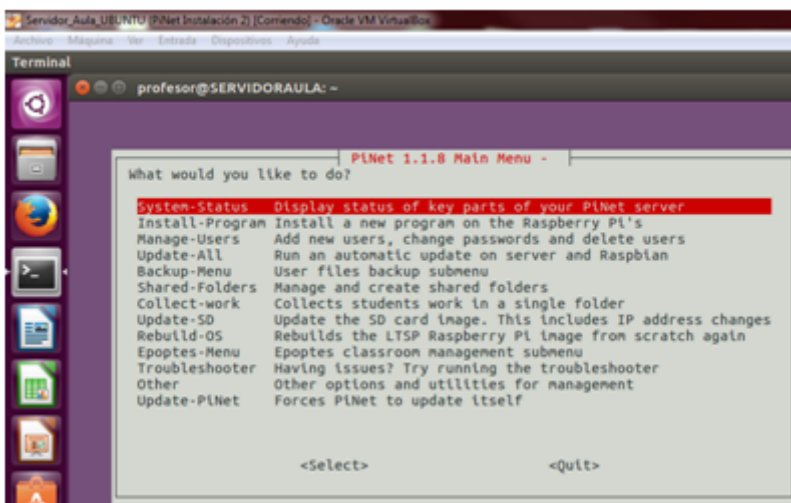 Servidor_Aula_UBUNTU (PiNet Instalación 2) [Corriendo] - Oracle VM VirtualBox
Archivo Máquina Ver Entrada Dispositivos Ayuda
Terminal
profesor@SERVIDORAULA: ~
PiNet 1.1.8 Main Menu -
What would you like to do?
System-Status Display status of key parts of your PiNet server
Install-Program Install a new program on the Raspberry Pi's
Manage-Users Add new users, change passwords and delete users
Update-All Run an automatic update on server and Raspbian
Backup-Menu User files backup submenu
Shared-Folders Manage and create shared folders
Collect-work Collects students work in a single folder
Update-SD Update the SD card image. This includes IP address changes
Rebuild-OS Rebuilds the LTSP Raspberry Pi image from scratch again
Epoptes-Menu Epoptes classroom management submenu
Troubleshooter Having issues? Try running the troubleshooter
Other Other options and utilities for management
Update-PiNet Forces PiNet to update itself
<Select> <Quit>